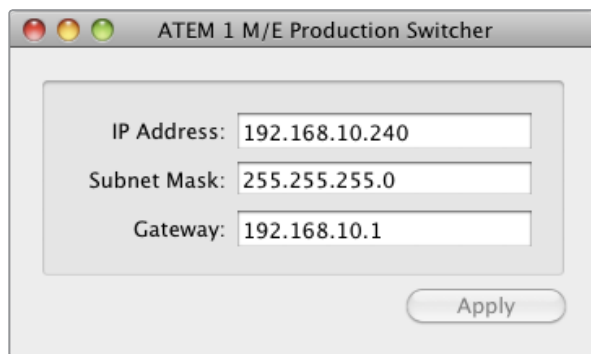 ATEM 1 M/E Production Switcher
IP Address: 192.168.10.240
Subnet Mask: 255.255.255.0
Gateway: 192.168.10.1
Apply